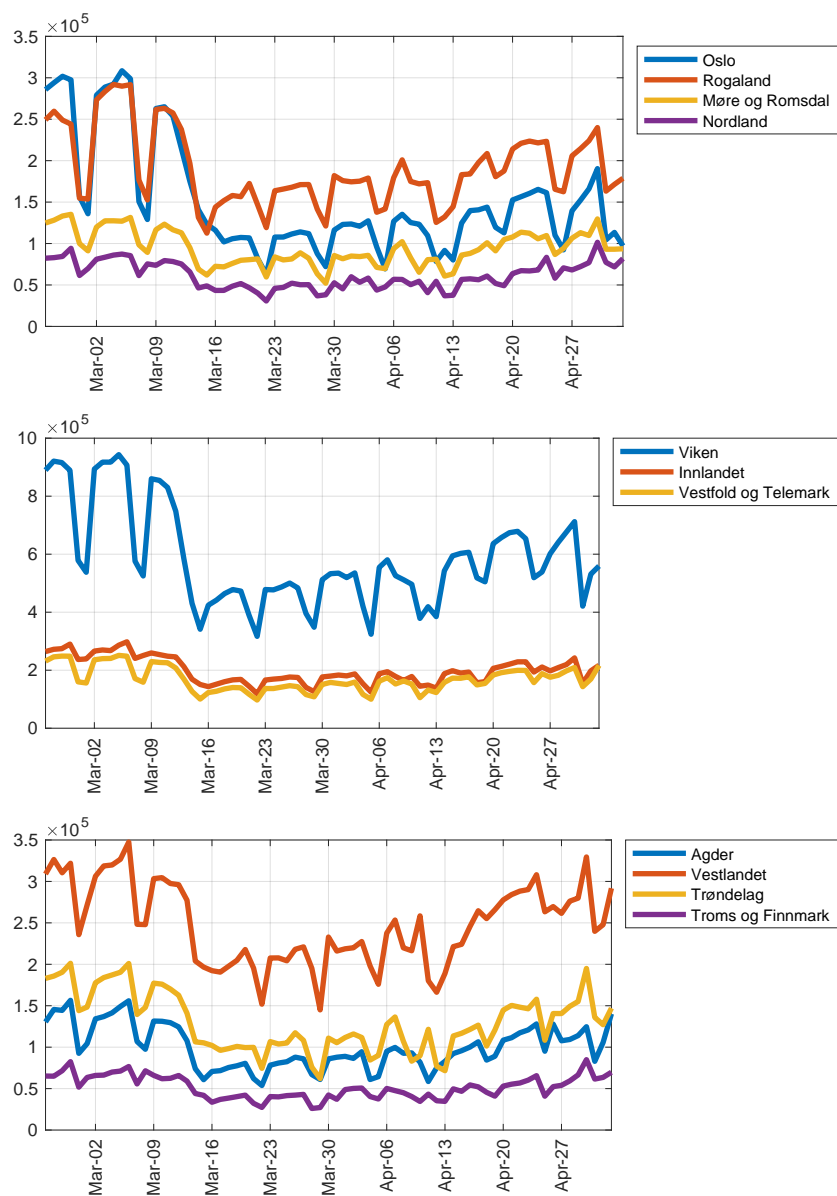 ×10^5
3.5
3
2.5
2
1.5
1
0.5
0
Mar-02
Mar-09
Mar-16
Mar-23
Mar-30
Apr-06
Apr-13
Apr-20
Apr-27
Oslo
Rogaland
Møre og Romsdal
Nordland
×10^5
10
8
6
4
2
0
Mar-02
Mar-09
Mar-16
Mar-23
Mar-30
Apr-06
Apr-13
Apr-20
Apr-27
Viken
Innlandet
Vestfold og Telemark
×10^5
3.5
3
2.5
2
1.5
1
0.5
0
Mar-02
Mar-09
Mar-16
Mar-23
Mar-30
Apr-06
Apr-13
Apr-20
Apr-27
Agder
Vestlandet
Trøndelag
Troms og Finnmark